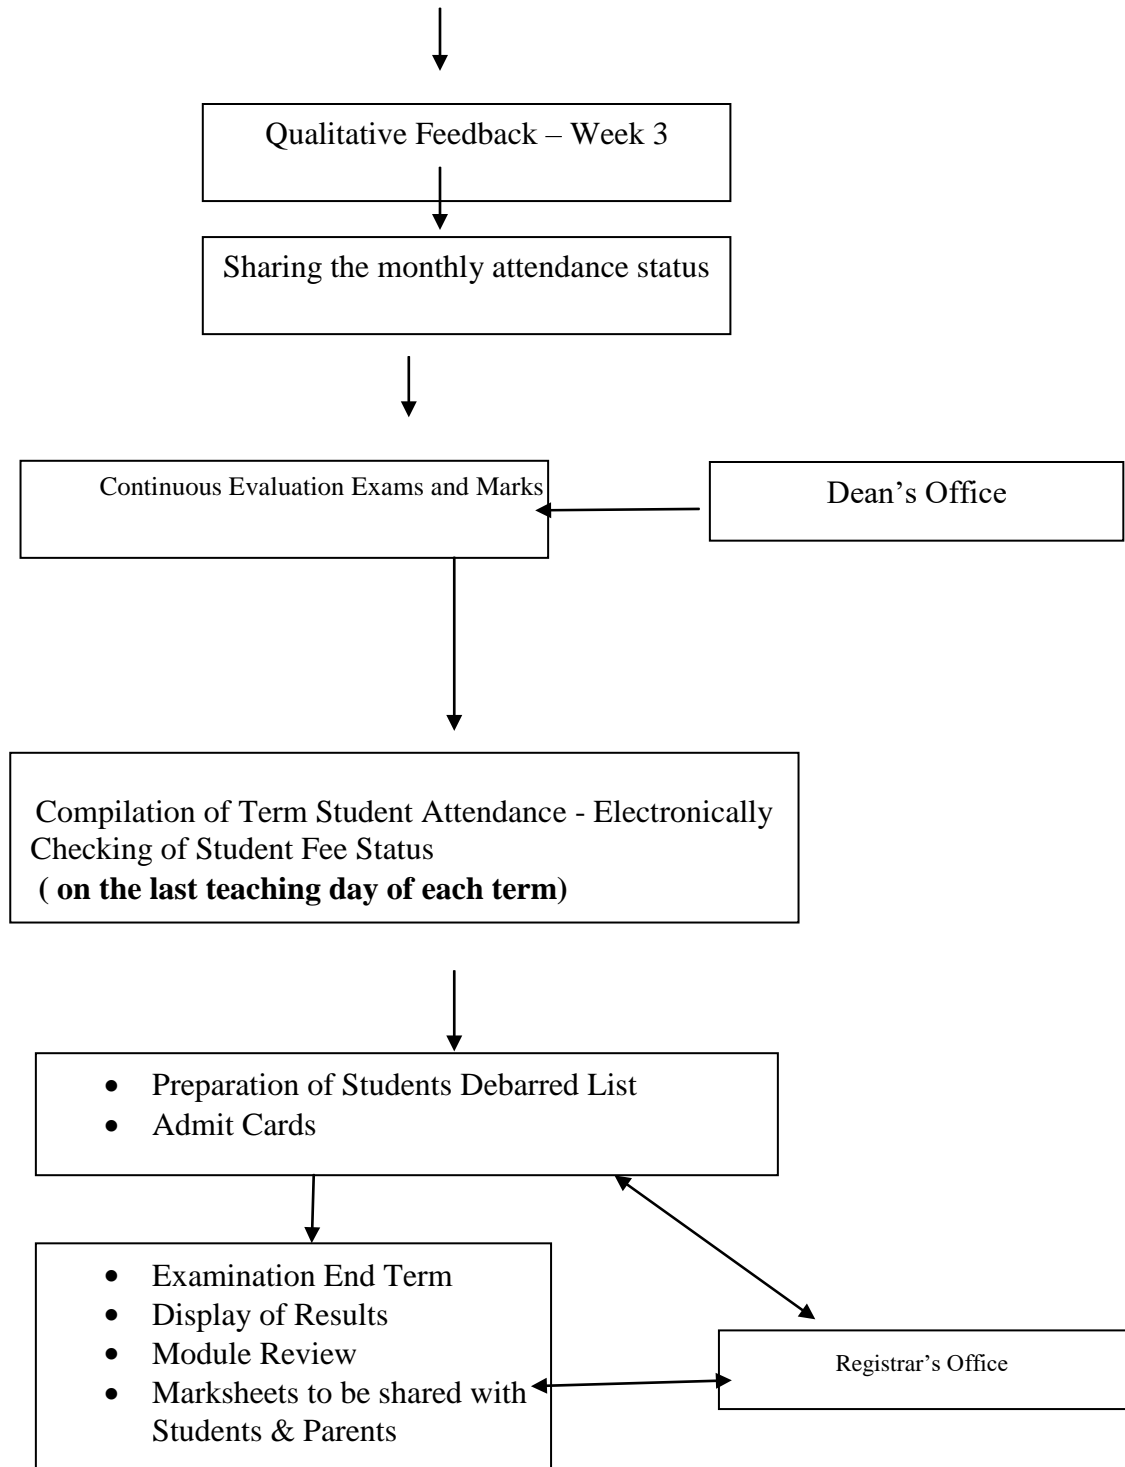 Qualitative Feedback – Week 3
Sharing the monthly attendance status
Continuous Evaluation Exams and Marks
Dean’s Office
Compilation of Term Student Attendance - Electronically
Checking of Student Fee Status
( on the last teaching day of each term)
• Preparation of Students Debarred List
• Admit Cards
• Examination End Term
• Display of Results
• Module Review
• Marksheets to be shared with
Students & Parents
Registrar’s Office